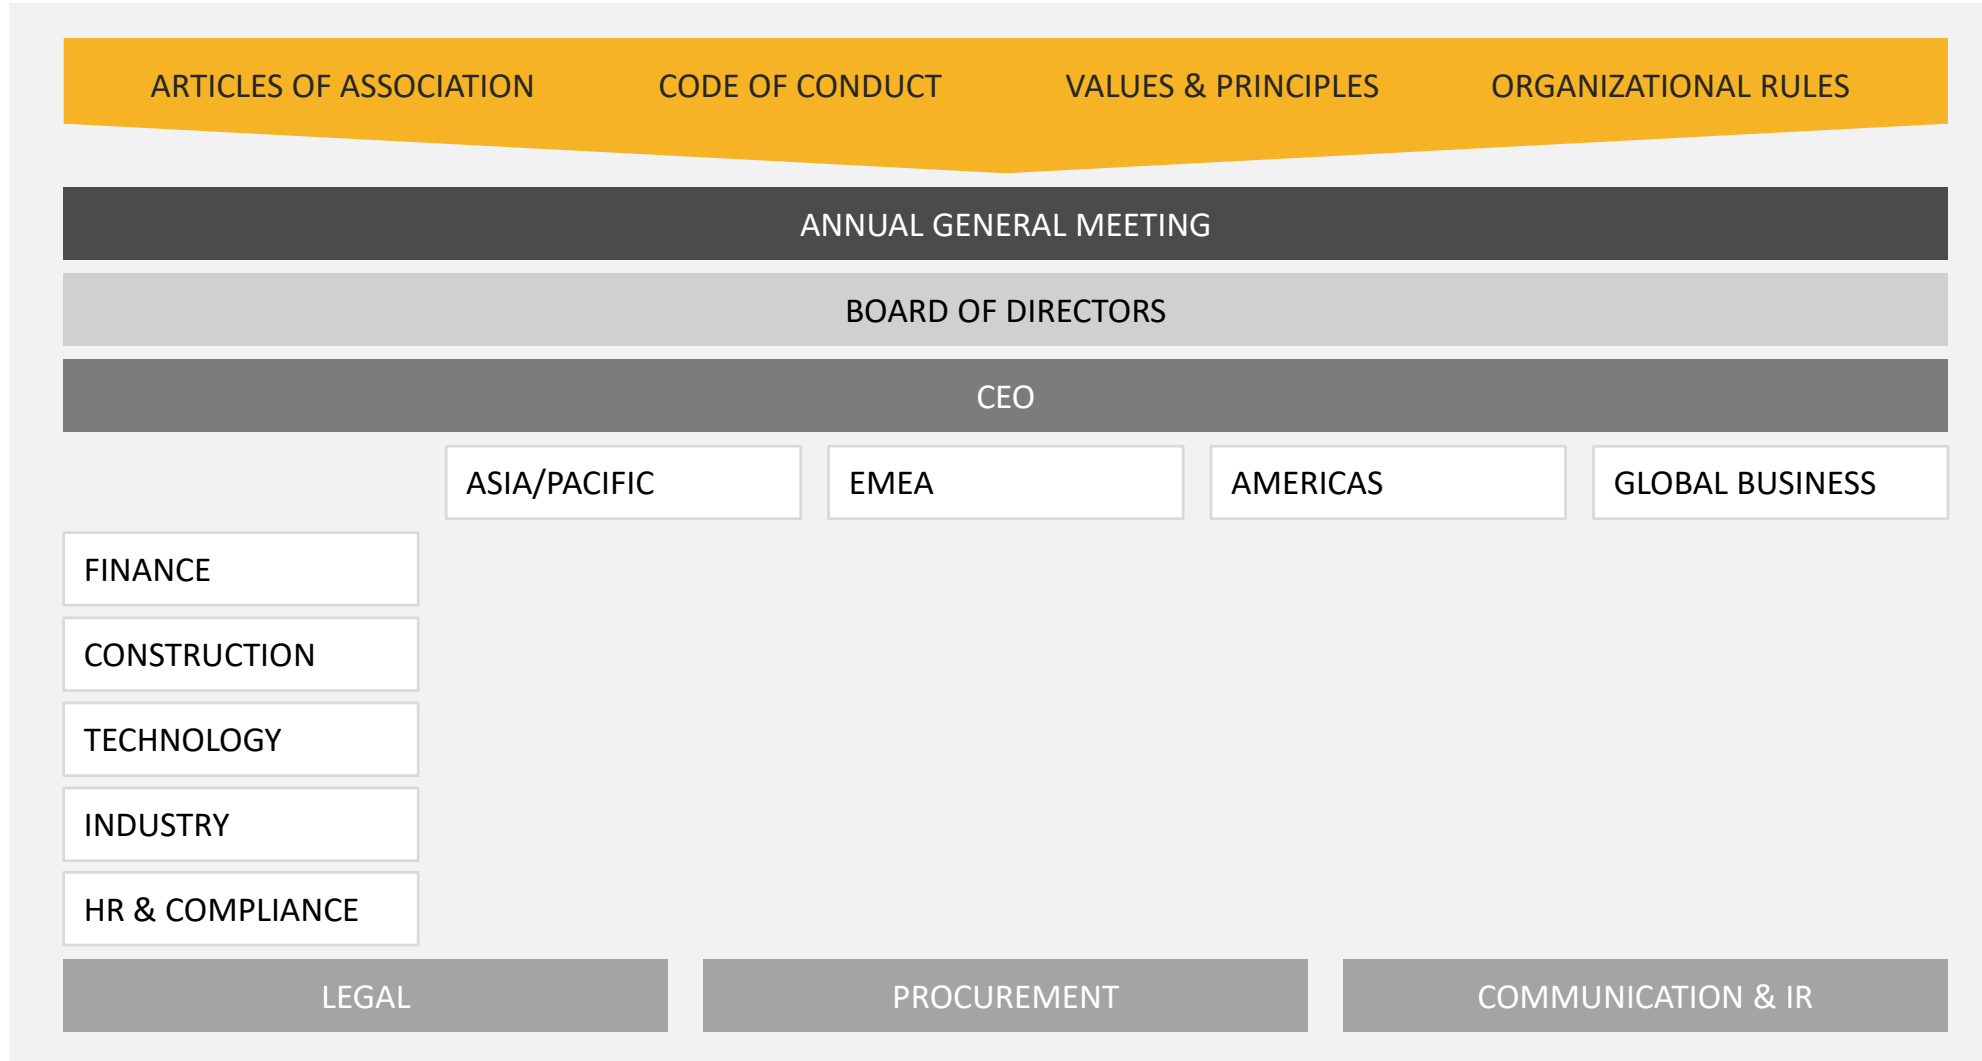 ARTICLES OF ASSOCIATION CODE OF CONDUCT VALUES & PRINCIPLES ORGANIZATIONAL RULES
ANNUAL GENERAL MEETING
BOARD OF DIRECTORS
CEO
ASIA/PACIFIC EMEA AMERICAS GLOBAL BUSINESS
FINANCE
CONSTRUCTION
TECHNOLOGY
INDUSTRY
HR & COMPLIANCE
LEGAL PROCUREMENT COMMUNICATION & IR